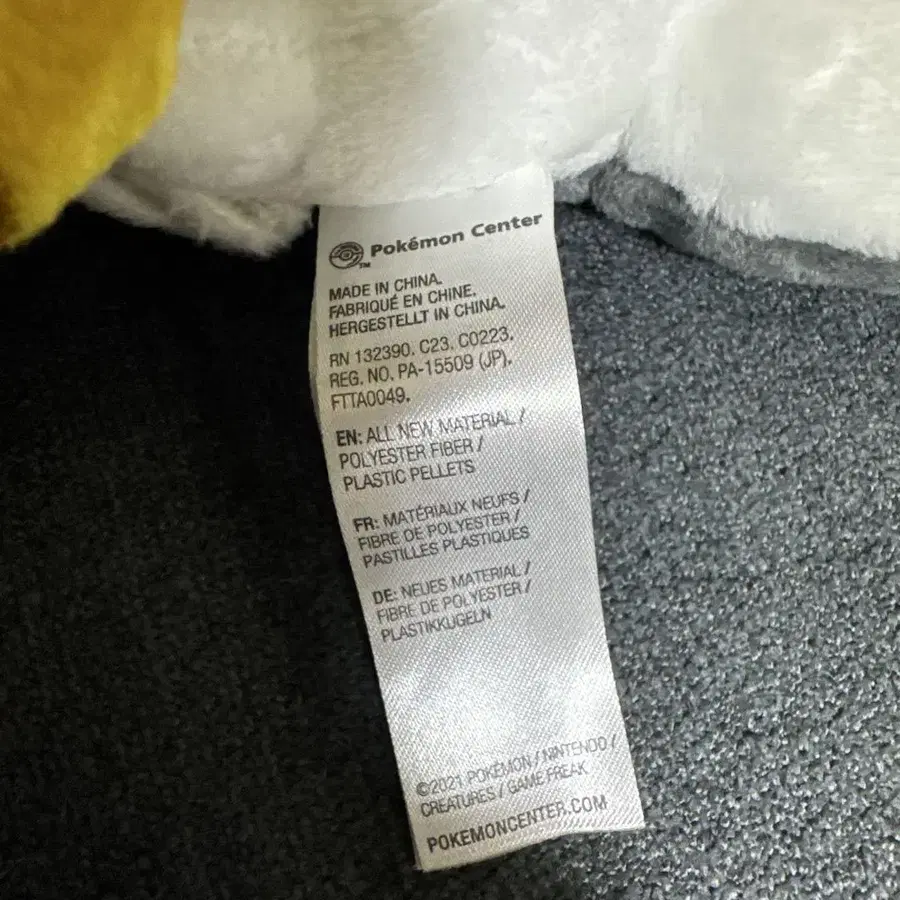 Pokémon Center
TM
MADE IN CHINA.
FABRIQUÉ EN CHINE.
HERGESTELLT IN CHINA.
RN 132390. C23. C0223.
REG. NO. PA-15509 (JP).
FTTA0049.
EN: ALL NEW MATERIAL /
POLYESTER FIBER /
PLASTIC PELLETS
FR: MATÉRIAUX NEUFS /
FIBRE DE POLYESTER /
PASTILLES PLASTIQUES
DE: NEUES MATERIAL /
FIBRE DE POLYESTER /
PLASTIKKUGELN
©2021 POKÉMON / NINTENDO /
CREATURES / GAME FREAK
POKEMONCENTER.COM